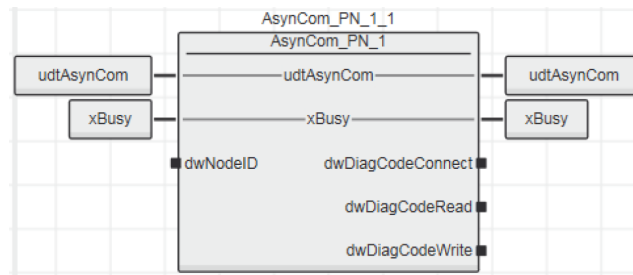 AsynCom_PN_1_1
AsynCom_PN_1
udtAsynCom udtAsynCom udtAsynCom
xBusy xBusy xBusy
dwNodeID dwDiagCodeConnect
dwDiagCodeRead
dwDiagCodeWrite